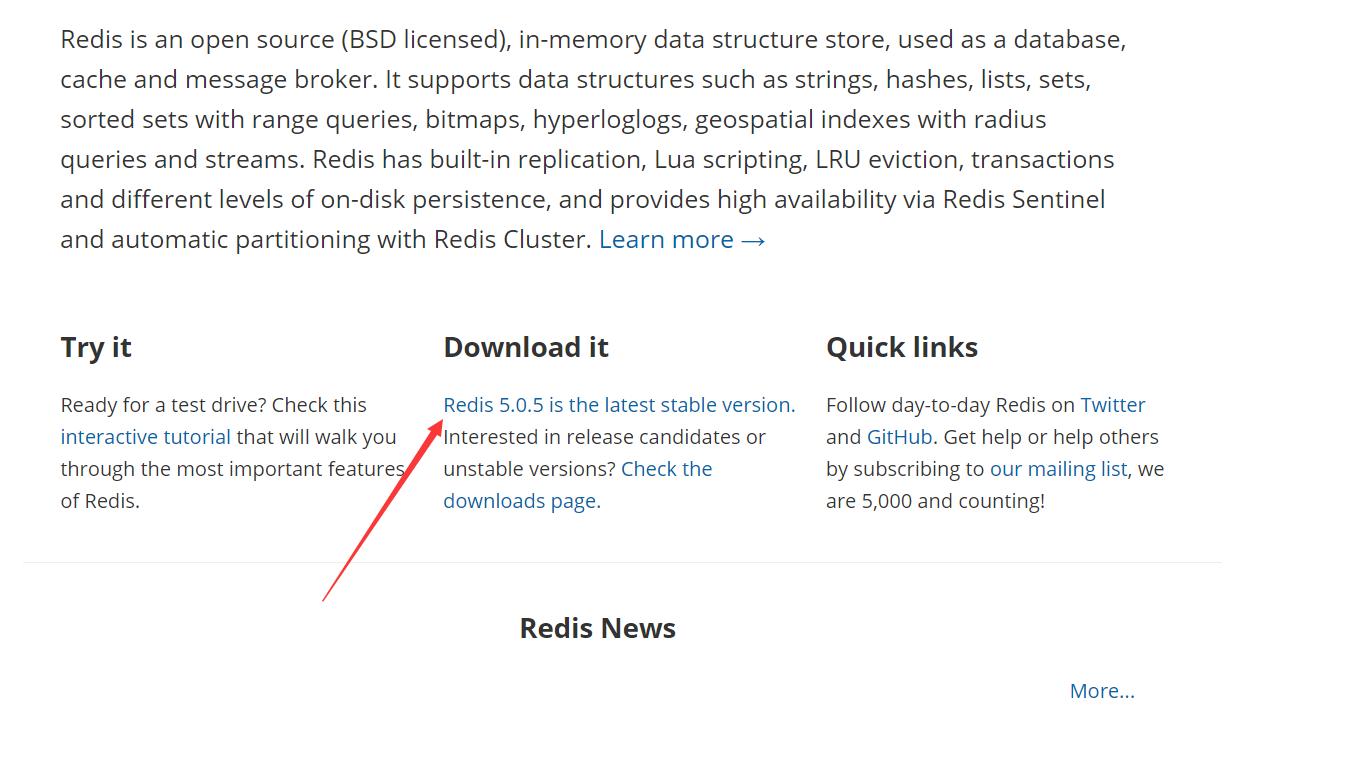 Redis is an open source (BSD licensed), in-memory data structure store, used as a database,
cache and message broker. It supports data structures such as strings, hashes, lists, sets,
sorted sets with range queries, bitmaps, hyperloglogs, geospatial indexes with radius
queries and streams. Redis has built-in replication, Lua scripting, LRU eviction, transactions
and different levels of on-disk persistence, and provides high availability via Redis Sentinel
and automatic partitioning with Redis Cluster. Learn more →
Try it
Ready for a test drive? Check this
interactive tutorial that will walk you
through the most important features
of Redis.
Download it
Redis 5.0.5 is the latest stable version.
Interested in release candidates or
unstable versions? Check the
downloads page.
Quick links
Follow day-to-day Redis on Twitter
and GitHub. Get help or help others
by subscribing to our mailing list, we
are 5,000 and counting!
Redis News
More...